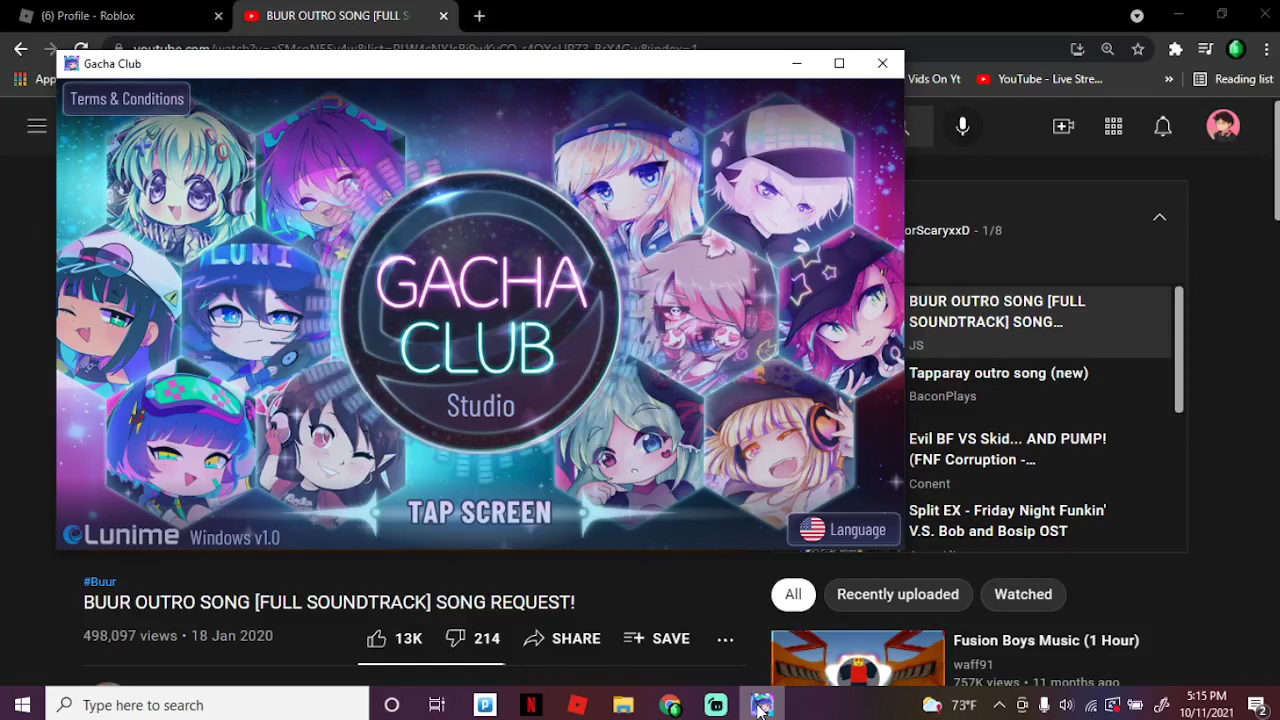 (6) Profile - Roblox
BUUR OUTRO SONG [FULL S
App
Vids On Yt
YouTube - Live Stre...
»
Reading list
Gacha Club
Terms & Conditions
LUNI
GACHA
CLUB
Studio
TAP SCREEN
Lunime Windows v1.0
Language
orScaryxxD - 1/8
BUUR OUTRO SONG [FULL
SOUNDTRACK] SONG...
JS
Tapparay outro song (new)
BaconPlays
Evil BF VS Skid... AND PUMP!
(FNF Corruption -...
Conent
Split EX - Friday Night Funkin'
V.S. Bob and Bosip OST
#Buur
BUUR OUTRO SONG [FULL SOUNDTRACK] SONG REQUEST!
498,097 views • 18 Jan 2020
13K
214
SHARE
SAVE
All
Recently uploaded
Watched
Fusion Boys Music (1 Hour)
waff91
757K views • 11 months ago
Type here to search
73°F
5:15 PM
10/11/2021
2